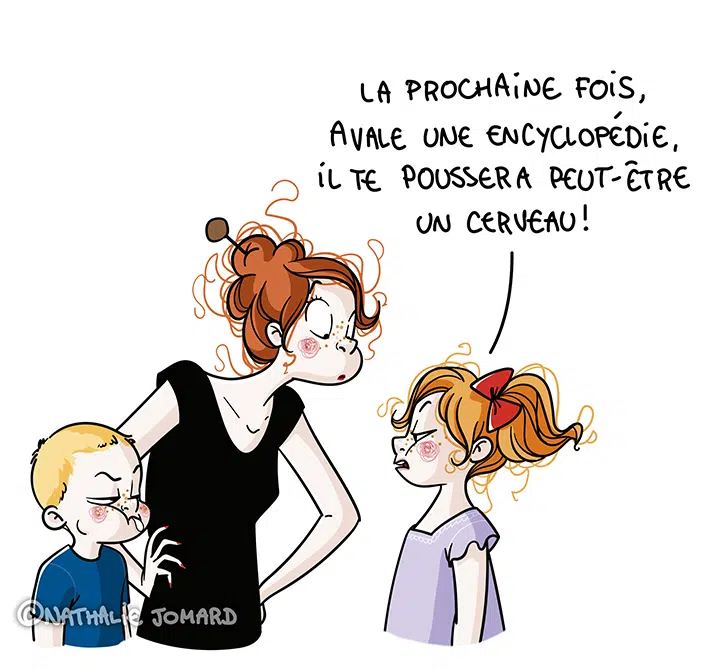 LA PROCHAINE FOIS,
AVALE UNE ENCYCLOPÉDIE,
IL TE POUSSERA PEUT-ÊTRE
UN CERVEAU!
©NATHALIE JOMARD